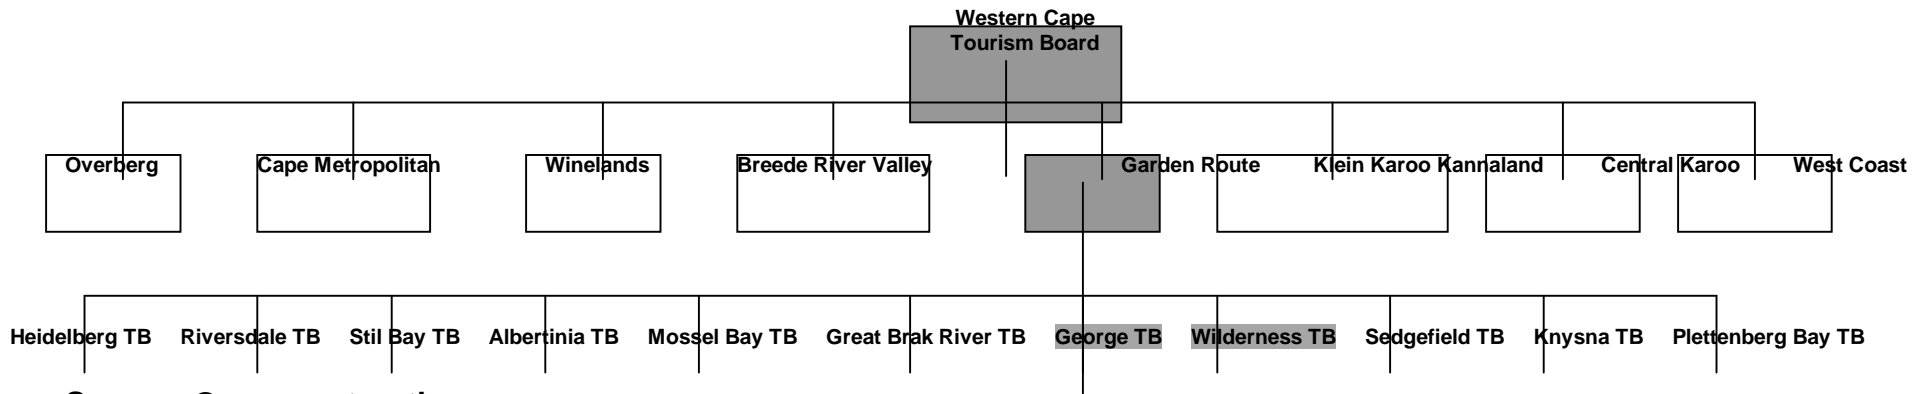 Western Cape
Tourism Board
Overberg Cape Metropolitan Winelands Breede River Valley Garden Route Klein Karoo Kannaland Central Karoo West Coast
Heidelberg TB Riversdale TB Stil Bay TB Albertinia TB Mossel Bay TB Great Brak River TB George TB Wilderness TB Sedgefield TB Knysna TB Plettenberg Bay TB